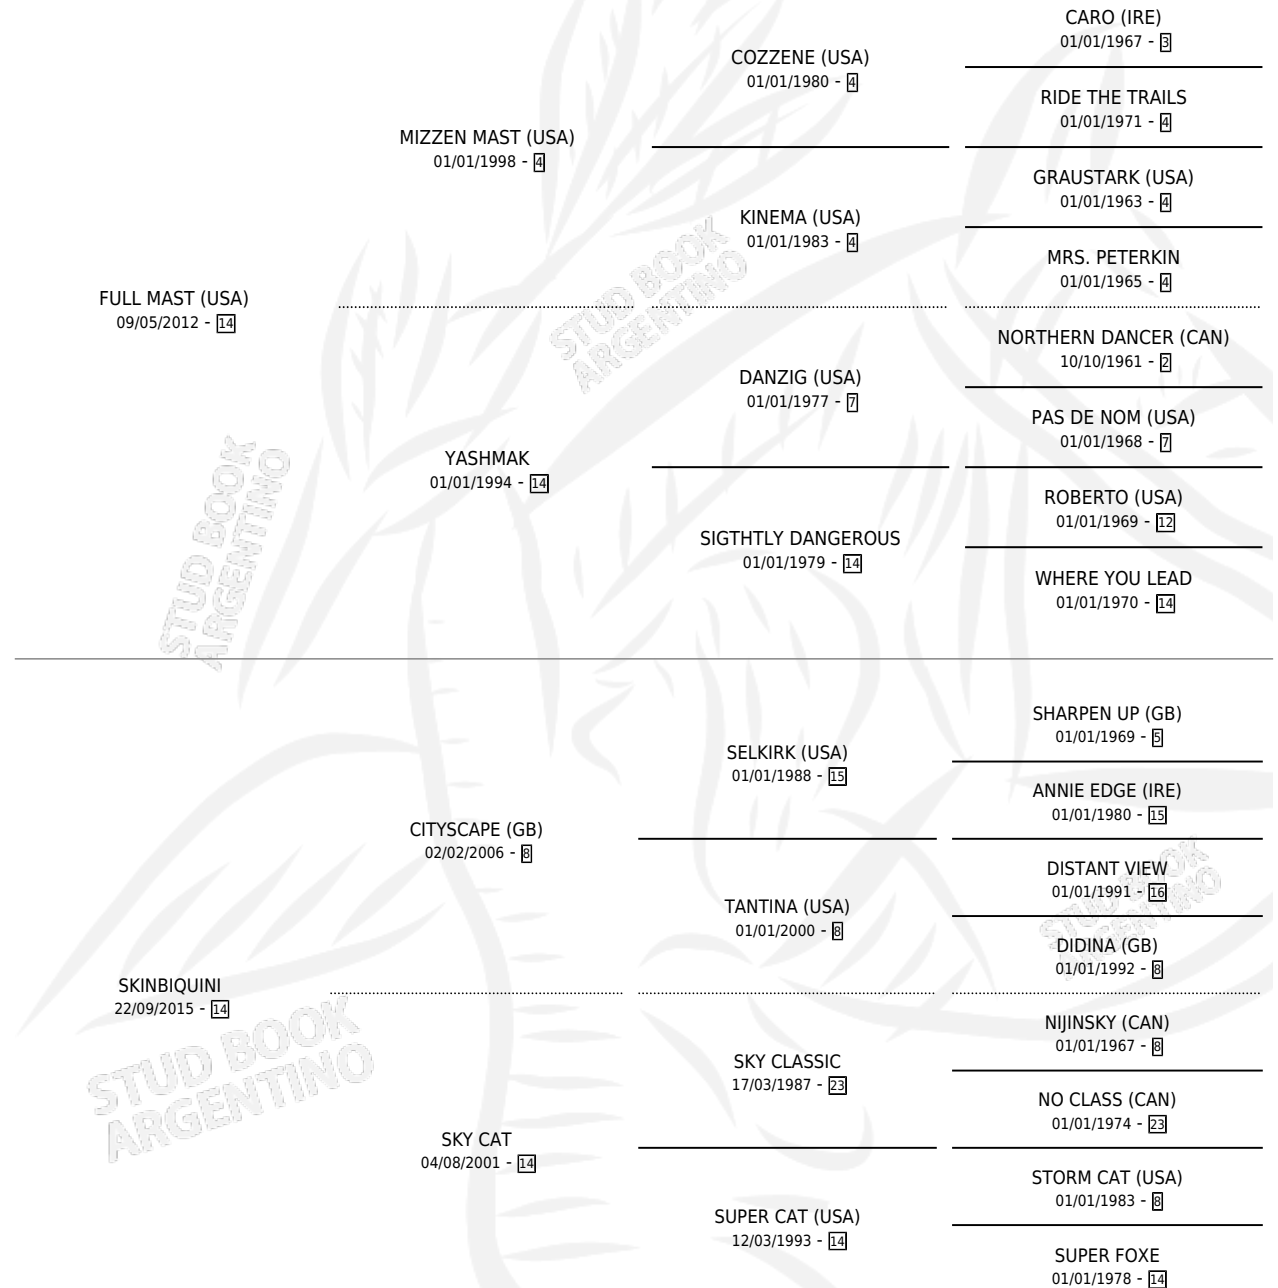 CARO (IRE)
01/01/1967 - 3
COZZENE (USA)
01/01/1980 - 4
RIDE THE TRAILS
01/01/1971 - 4
MIZZEN MAST (USA)
01/01/1998 - 4
GRAUSTARK (USA)
01/01/1963 - 4
KINEMA (USA)
01/01/1983 - 4
MRS. PETERKIN
01/01/1965 - 4
FULL MAST (USA)
09/05/2012 - 14
NORTHERN DANCER (CAN)
10/10/1961 - 2
DANZIG (USA)
01/01/1977 - 7
PAS DE NOM (USA)
01/01/1968 - 7
YASHMAK
01/01/1994 - 14
ROBERTO (USA)
01/01/1969 - 12
SIGTHTLY DANGEROUS
01/01/1979 - 14
WHERE YOU LEAD
01/01/1970 - 14
SHARPEN UP (GB)
01/01/1969 - 5
SELKIRK (USA)
01/01/1988 - 15
ANNIE EDGE (IRE)
01/01/1980 - 15
CITYSCAPE (GB)
02/02/2006 - 8
DISTANT VIEW
01/01/1991 - 16
TANTINA (USA)
01/01/2000 - 8
DIDINA (GB)
01/01/1992 - 8
SKINBIQUINI
22/09/2015 - 14
NIJINSKY (CAN)
01/01/1967 - 8
SKY CLASSIC
17/03/1987 - 23
NO CLASS (CAN)
01/01/1974 - 23
SKY CAT
04/08/2001 - 14
STORM CAT (USA)
01/01/1983 - 8
SUPER CAT (USA)
12/03/1993 - 14
SUPER FOXE
01/01/1978 - 14
STUD BOOK
ARGENTINO
STUD BOOK
ARGENTINO
STUD BOOK
ARGENTINO
STUD BOOK
ARGENTINO